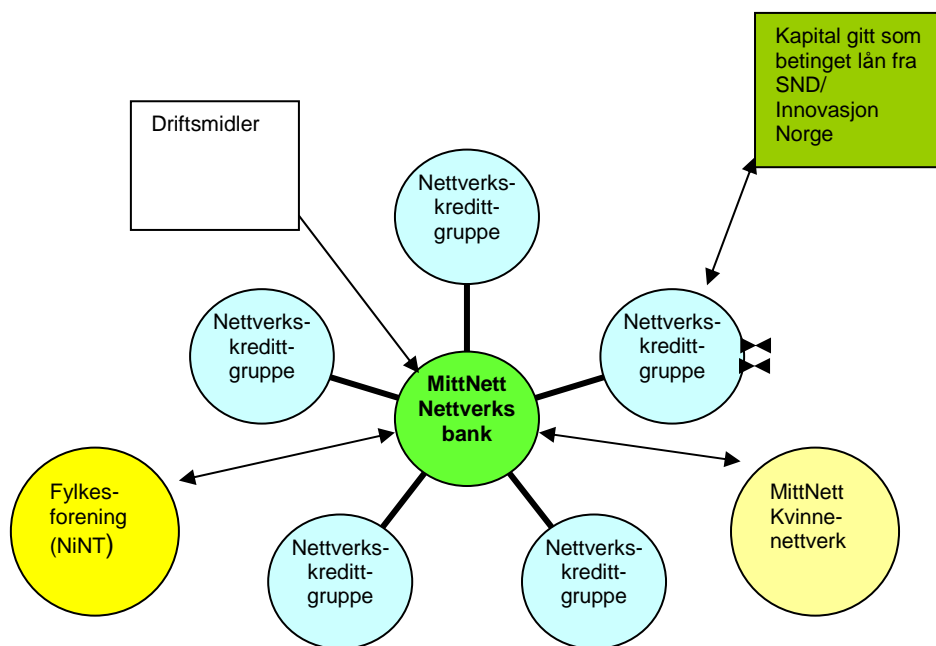 Kapital gitt som
betinget lån fra
SND/
Innovasjon
Norge
Driftsmidler
Nettverks-
kreditt-
gruppe
Nettverks-
kreditt-
gruppe
Nettverks-
kreditt-
gruppe
MittNett
Nettverks
bank
Fylkes-
forening
(NiNT)
MittNett
Kvinne-
nettverk
Nettverks-
kreditt-
gruppe
Nettverks-
kreditt-
gruppe